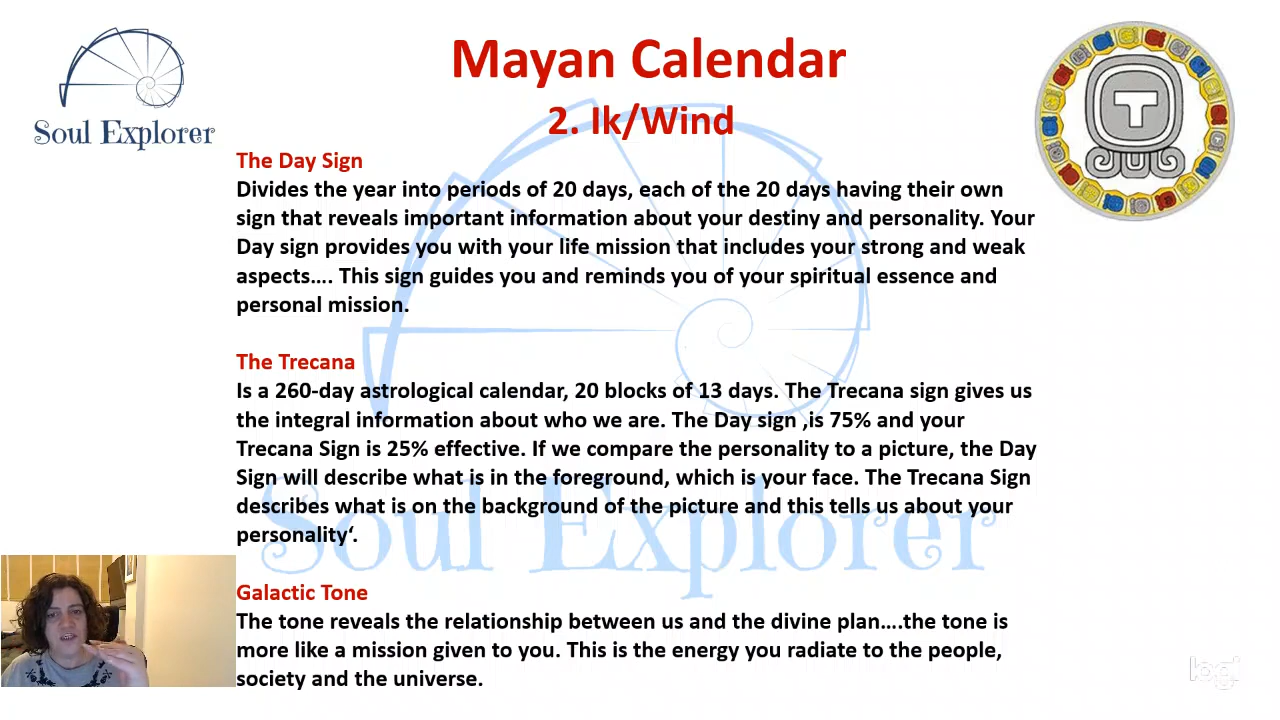 Soul Explorer
Mayan Calendar
2. Ik/Wind
The Day Sign
Divides the year into periods of 20 days, each of the 20 days having their own
sign that reveals important information about your destiny and personality. Your
Day sign provides you with your life mission that includes your strong and weak
aspects…. This sign guides you and reminds you of your spiritual essence and
personal mission.
The Trecana
Is a 260-day astrological calendar, 20 blocks of 13 days. The Trecana sign gives us
the integral information about who we are. The Day sign ,is 75% and your
Trecana Sign is 25% effective. If we compare the personality to a picture, the Day
Sign will describe what is in the foreground, which is your face. The Trecana Sign
describes what is on the background of the picture and this tells us about your
personality‘.
Galactic Tone
The tone reveals the relationship between us and the divine plan….the tone is
more like a mission given to you. This is the energy you radiate to the people,
society and the universe.
Soul Explorer
logi